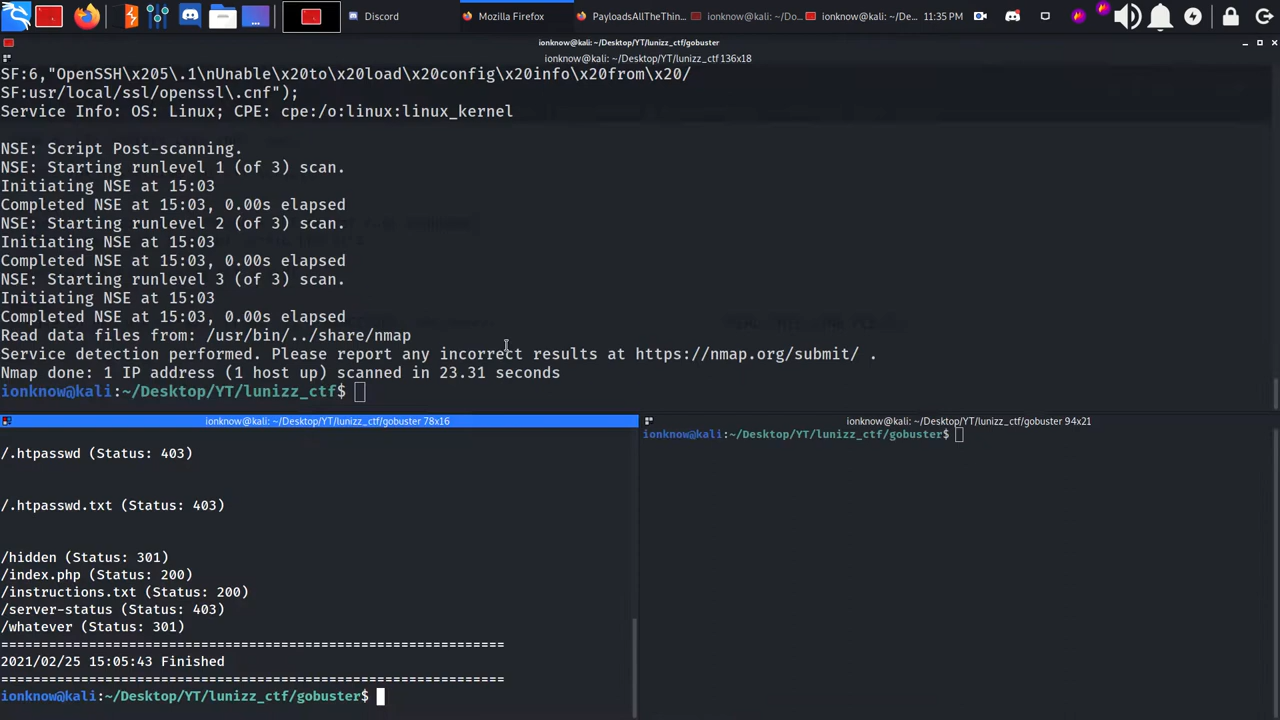 Discord
Mozilla Firefox
PayloadsAllTheThin...
ionknow@kali: ~/Do...
ionknow@kali: ~/De...
11:35 PM
ionknow@kali: ~/Desktop/YT/lunizz_ctf/gobuster
ionknow@kali: ~/Desktop/YT/lunizz_ctf 136x18
SF:6,"OpenSSH\x205\.1\nUnable\x20to\x20load\x20config\x20info\x20from\x20/
SF:usr/local/ssl/openssl\.cnf");
Service Info: OS: Linux; CPE: cpe:/o:linux:linux_kernel
NSE: Script Post-scanning.
NSE: Starting runlevel 1 (of 3) scan.
Initiating NSE at 15:03
Completed NSE at 15:03, 0.00s elapsed
NSE: Starting runlevel 2 (of 3) scan.
Initiating NSE at 15:03
Completed NSE at 15:03, 0.00s elapsed
NSE: Starting runlevel 3 (of 3) scan.
Initiating NSE at 15:03
Completed NSE at 15:03, 0.00s elapsed
Read data files from: /usr/bin/../share/nmap
Service detection performed. Please report any incorrect results at https://nmap.org/submit/ .
Nmap done: 1 IP address (1 host up) scanned in 23.31 seconds
ionknow@kali:~/Desktop/YT/lunizz_ctf$
ionknow@kali: ~/Desktop/YT/lunizz_ctf/gobuster 78x16
/.htpasswd (Status: 403)
/.htpasswd.txt (Status: 403)
/hidden (Status: 301)
/index.php (Status: 200)
/instructions.txt (Status: 200)
/server-status (Status: 403)
/whatever (Status: 301)
===============================================================
2021/02/25 15:05:43 Finished
===============================================================
ionknow@kali:~/Desktop/YT/lunizz_ctf/gobuster$
ionknow@kali: ~/Desktop/YT/lunizz_ctf/gobuster 94x21
ionknow@kali:~/Desktop/YT/lunizz_ctf/gobuster$